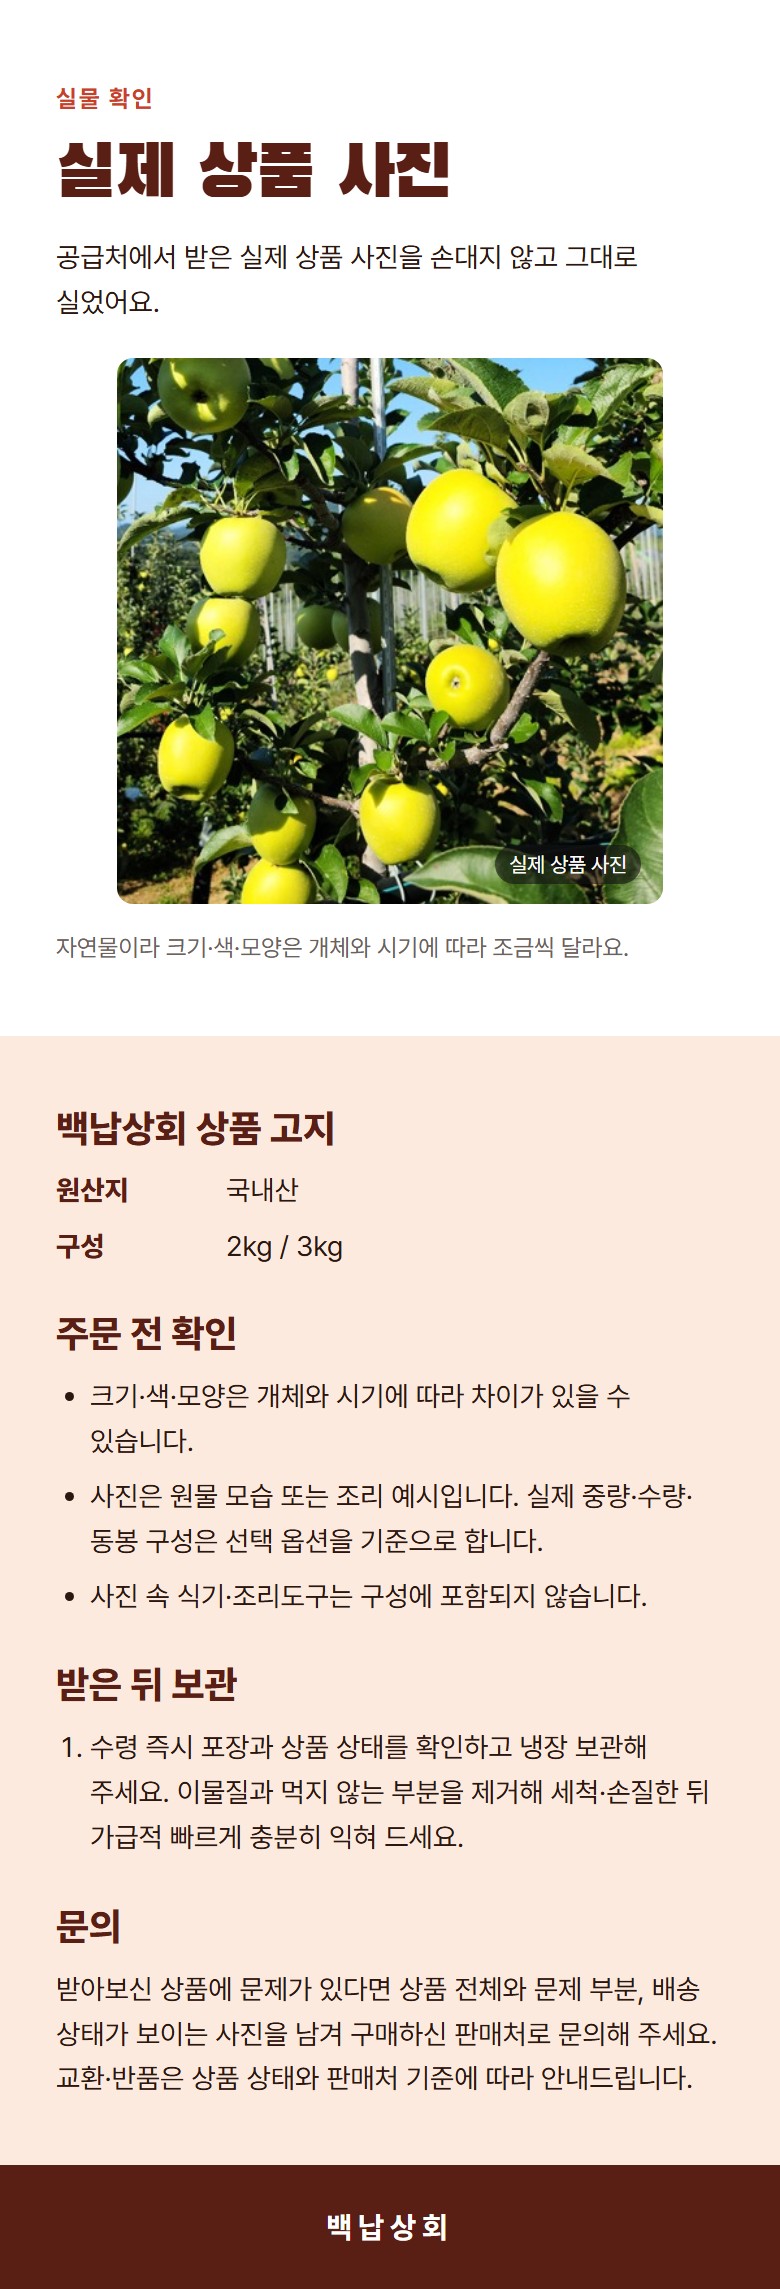 실물 확인
실제 상품 사진
공급처에서 받은 실제 상품 사진을 손대지 않고 그대로
실었어요.
실제 상품 사진
자연물이라 크기·색·모양은 개체와 시기에 따라 조금씩 달라요.
백납상회 상품 고지
원산지 국내산
구성 2kg / 3kg
주문 전 확인
• 크기·색·모양은 개체와 시기에 따라 차이가 있을 수
있습니다.
• 사진은 원물 모습 또는 조리 예시입니다. 실제 중량·수량·
동봉 구성은 선택 옵션을 기준으로 합니다.
• 사진 속 식기·조리도구는 구성에 포함되지 않습니다.
받은 뒤 보관
1. 수령 즉시 포장과 상품 상태를 확인하고 냉장 보관해
주세요. 이물질과 먹지 않는 부분을 제거해 세척·손질한 뒤
가급적 빠르게 충분히 익혀 드세요.
문의
받아보신 상품에 문제가 있다면 상품 전체와 문제 부분, 배송
상태가 보이는 사진을 남겨 구매하신 판매처로 문의해 주세요.
교환·반품은 상품 상태와 판매처 기준에 따라 안내드립니다.
백납상회